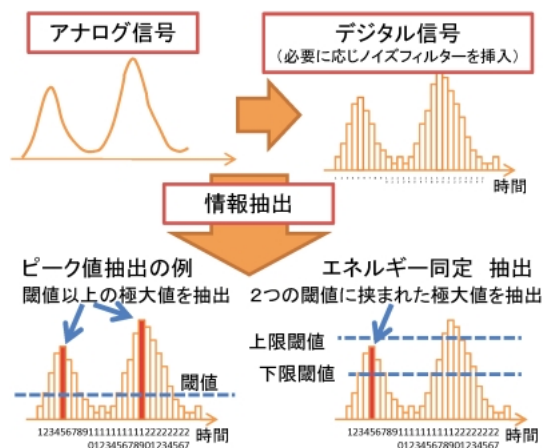 アナログ信号
デジタル信号
(必要に応じノイズフィルターを挿入)
時間
情報抽出
ピーク値抽出の例
閾値以上の極大値を抽出
閾値
1234567891111111111222222222
01234567890 1234567
時間
エネルギー同定 抽出
2つの閾値に挟まれた極大値を抽出
上限閾値
下限閾値
時間